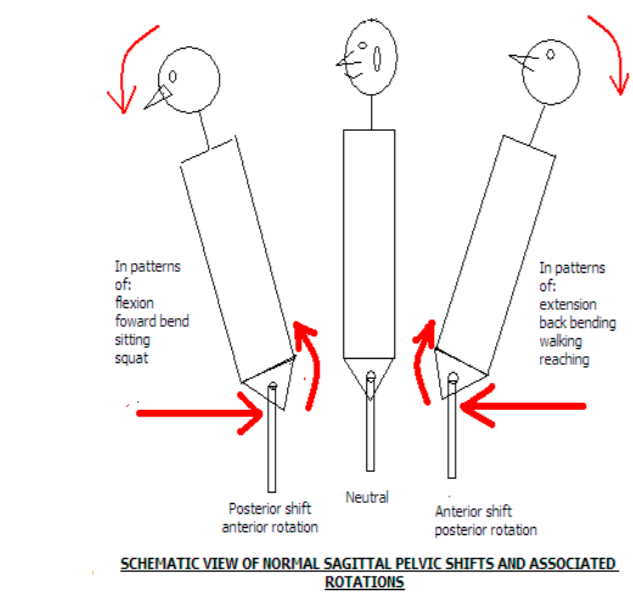 In patterns
of:
flexion
foward bend
sitting
squat
In patterns
of:
extension
back bending
walking
reaching
Posterior shift
anterior rotation
Neutral
Anterior shift
posterior rotation
SCHEMATIC VIEW OF NORMAL SAGITTAL PELVIC SHIFTS AND ASSOCIATED
ROTATIONS